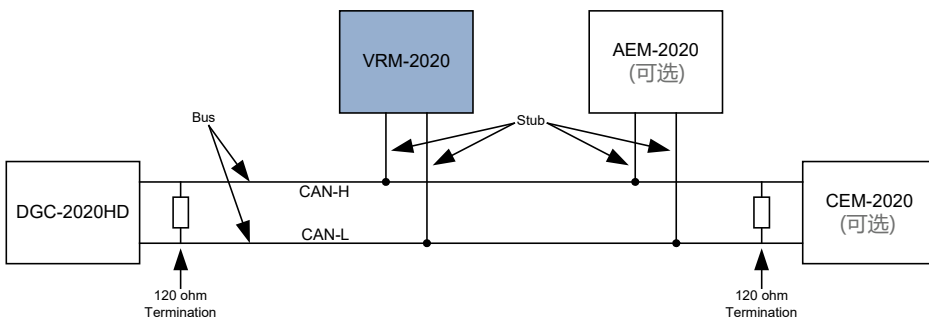 VRM-2020
AEM-2020
(可选)
Bus
Stub
DGC-2020HD
CAN-H
CAN-L
CEM-2020
(可选)
120 ohm
Termination
120 ohm
Termination